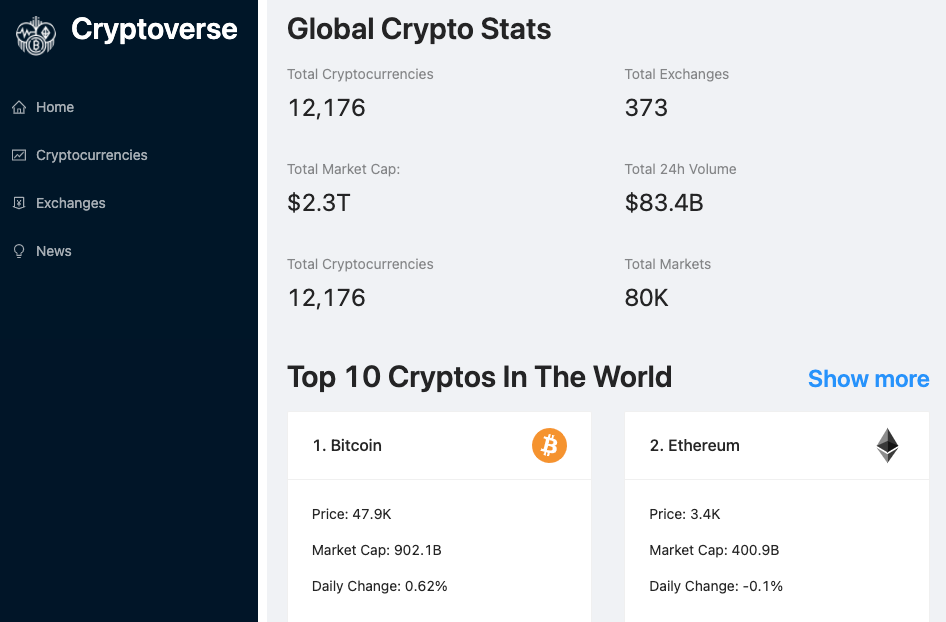 Cryptoverse
Home
Cryptocurrencies
Exchanges
News
Global Crypto Stats
Total Cryptocurrencies
12,176
Total Exchanges
373
Total Market Cap:
$2.3T
Total 24h Volume
$83.4B
Total Cryptocurrencies
12,176
Total Markets
80K
Top 10 Cryptos In The World
Show more
1. Bitcoin
Price: 47.9K
Market Cap: 902.1B
Daily Change: 0.62%
2. Ethereum
Price: 3.4K
Market Cap: 400.9B
Daily Change: -0.1%